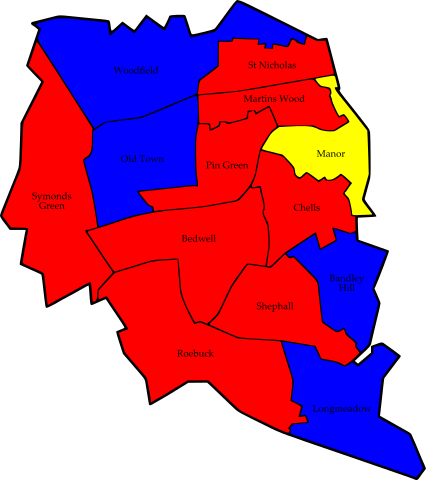 Woodfield
St Nicholas
Martins Wood
Old Town
Pin Green
Manor
Symonds
Green
Chells
Bedwell
Bandley
Hill
Shephall
Roebuck
Longmeadow